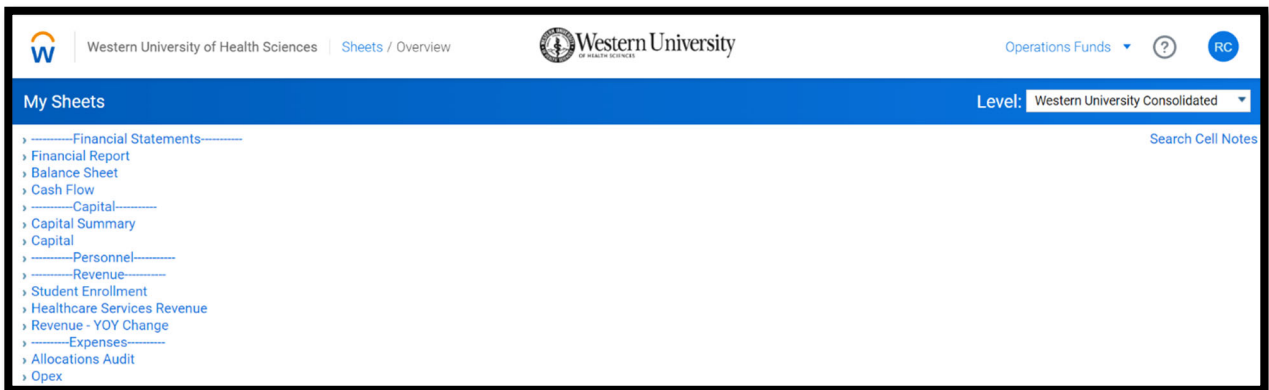 Western University of Health Sciences Sheets / Overview Western University Operations Funds ? RC
OF HEALTH SCIENCES
My Sheets Level: Western University Consolidated
----------Financial Statements---------- Search Cell Notes
Financial Report
Balance Sheet
Cash Flow
----------Capital----------
Capital Summary
Capital
----------Personnel----------
----------Revenue----------
Student Enrollment
Healthcare Services Revenue
Revenue - YOY Change
----------Expenses---------
Allocations Audit
Opex